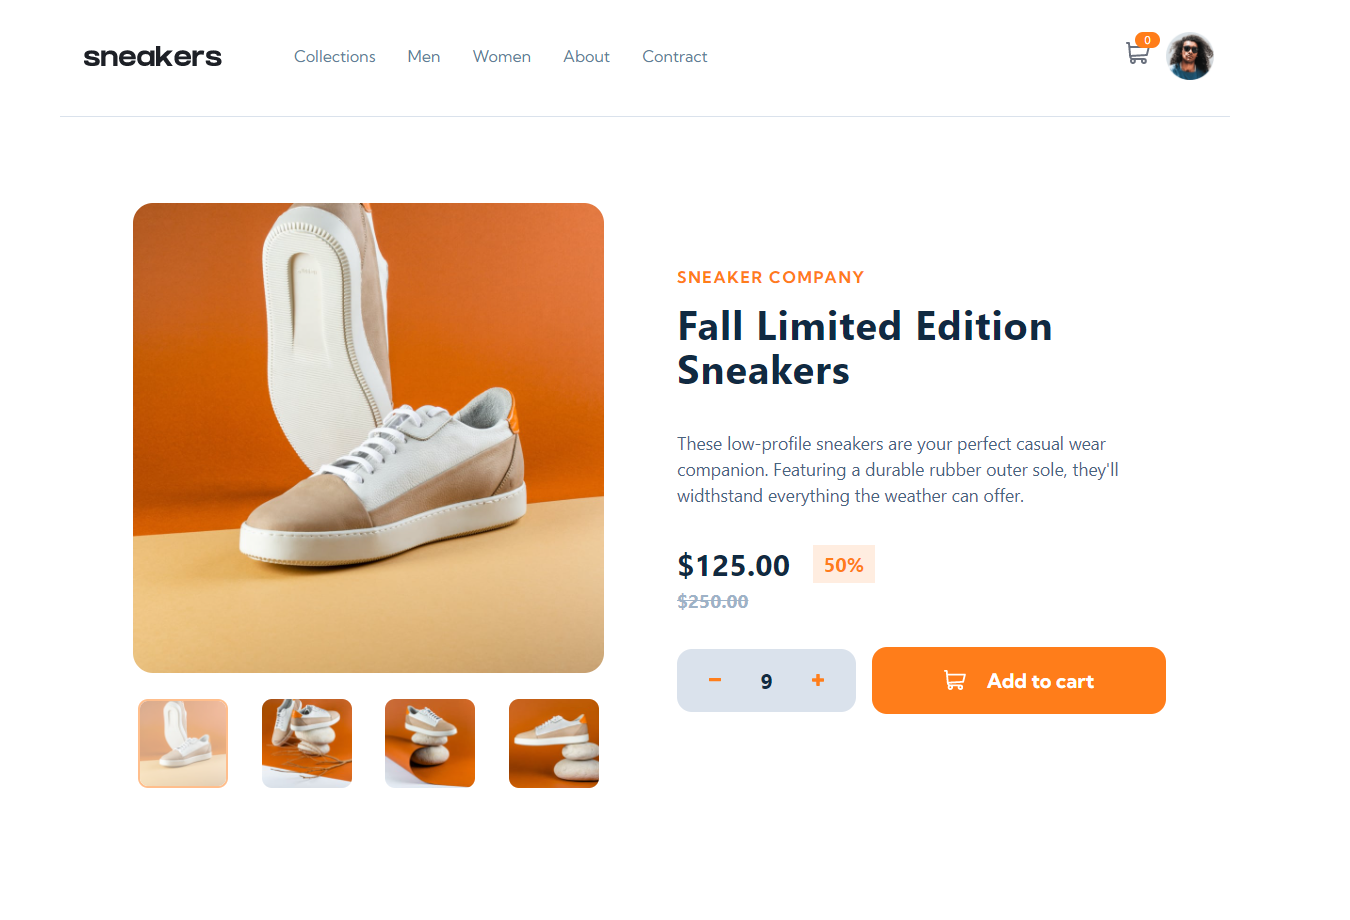 sneakers
Collections Men Women About Contract
0
SNEAKER COMPANY
Fall Limited Edition
Sneakers
These low-profile sneakers are your perfect casual wear
companion. Featuring a durable rubber outer sole, they'll
widthstand everything the weather can offer.
$125.00 50%
$250.00
− 9 +
Add to cart